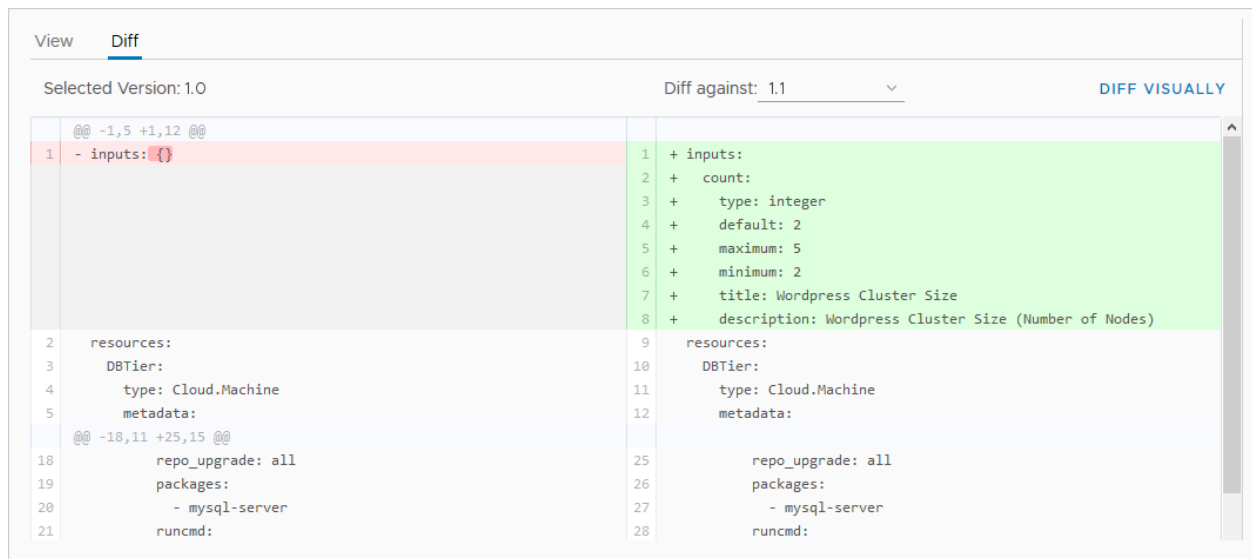 View Diff
Selected Version: 1.0 Diff against: 1.1 DIFF VISUALLY
@@ -1,5 +1,12 @@
1 - inputs: {}
1 + inputs:
2 + count:
3 + type: integer
4 + default: 2
5 + maximum: 5
6 + minimum: 2
7 + title: Wordpress Cluster Size
8 + description: Wordpress Cluster Size (Number of Nodes)
2 resources: 9 resources:
3 DBTier: 10 DBTier:
4 type: Cloud.Machine 11 type: Cloud.Machine
5 metadata: 12 metadata:
@@ -18,11 +25,15 @@
18 repo_upgrade: all 25 repo_upgrade: all
19 packages: 26 packages:
20 - mysql-server 27 - mysql-server
21 runcmd: 28 runcmd: